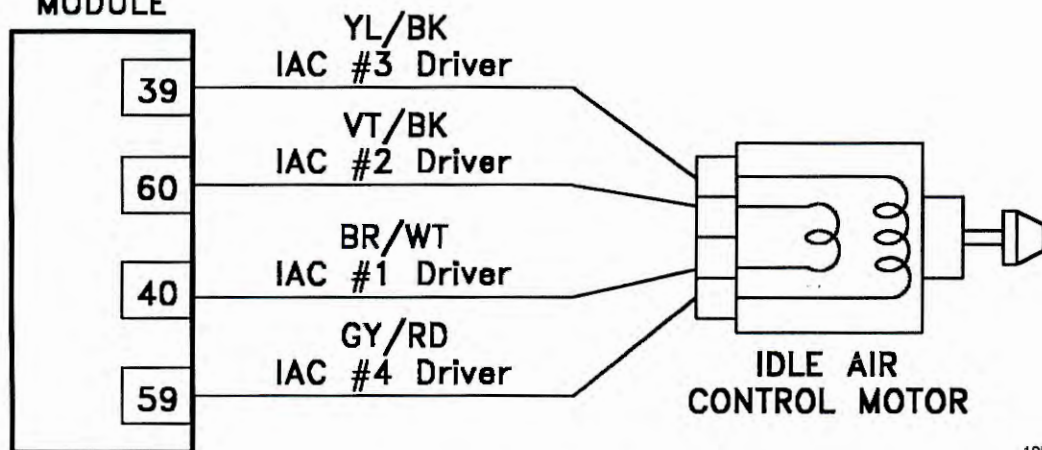 MODULE
39
YL/BK
IAC #3 Driver
60
VT/BK
IAC #2 Driver
40
BR/WT
IAC #1 Driver
59
GY/RD
IAC #4 Driver
IDLE AIR
CONTROL MOTOR